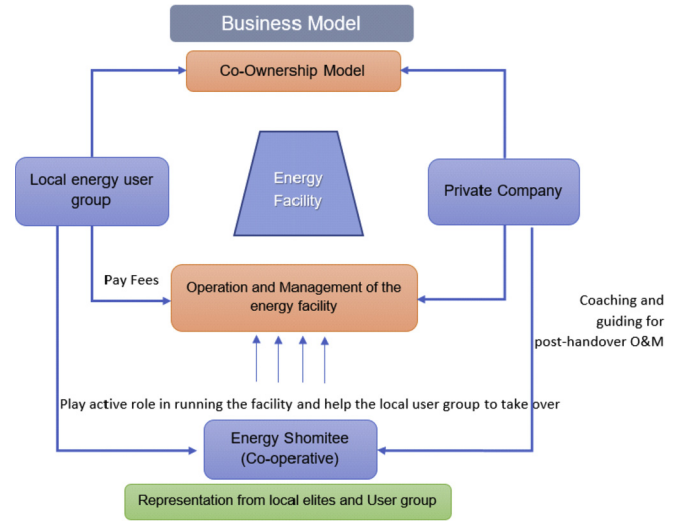 Business Model
Co-Ownership Model
Local energy user
group
Energy
Facility
Private Company
Pay Fees
Operation and Management of the
energy facility
Coaching and
guiding for
post-handover O&M
Play active role in running the facility and help the local user group to take over
Energy Shomitee
(Co-operative)
Representation from local elites and User group